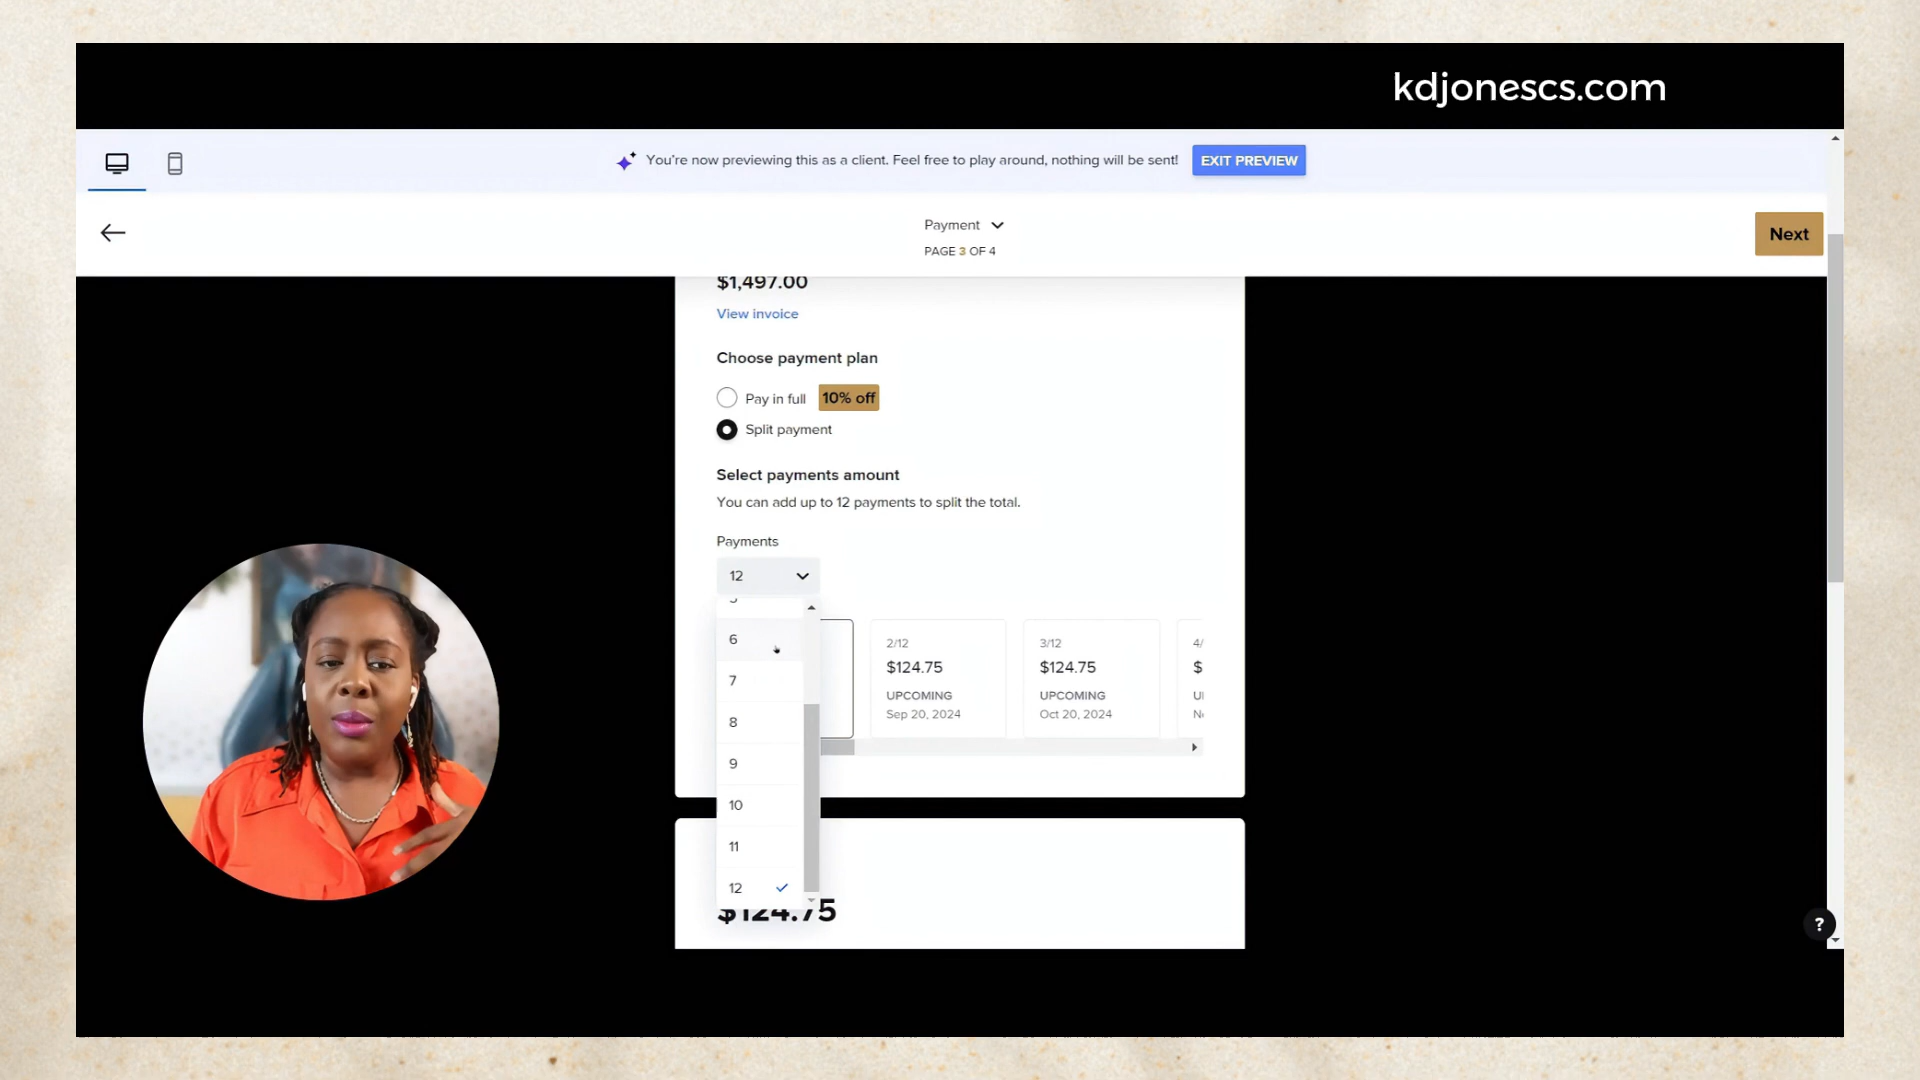 kdjonescs.com
You're now previewing this as a client. Feel free to play around, nothing will be sent!
EXIT PREVIEW
Payment
PAGE 3 OF 4
Next
$1,497.00
View invoice
Choose payment plan
Pay in full
10% off
Split payment
Select payments amount
You can add up to 12 payments to split the total.
Payments
12
6
7
8
9
10
11
12
2/12
$124.75
UPCOMING
Sep 20, 2024
3/12
$124.75
UPCOMING
Oct 20, 2024
4/
$
$124.75
?